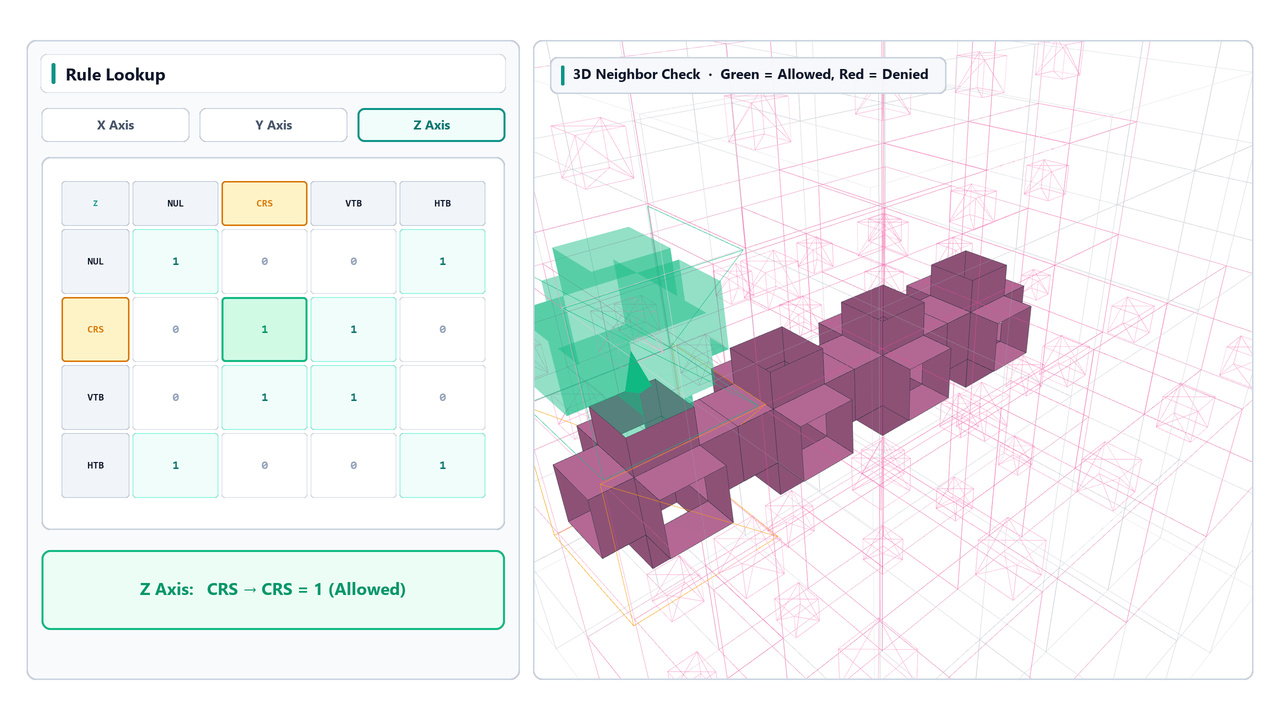 Rule Lookup
X Axis Y Axis Z Axis
Z NUL CRS VTB HTB
NUL 1 0 0 1
CRS 0 1 1 0
VTB 0 1 1 0
HTB 1 0 0 1
Z Axis: CRS → CRS = 1 (Allowed)
3D Neighbor Check · Green = Allowed, Red = Denied